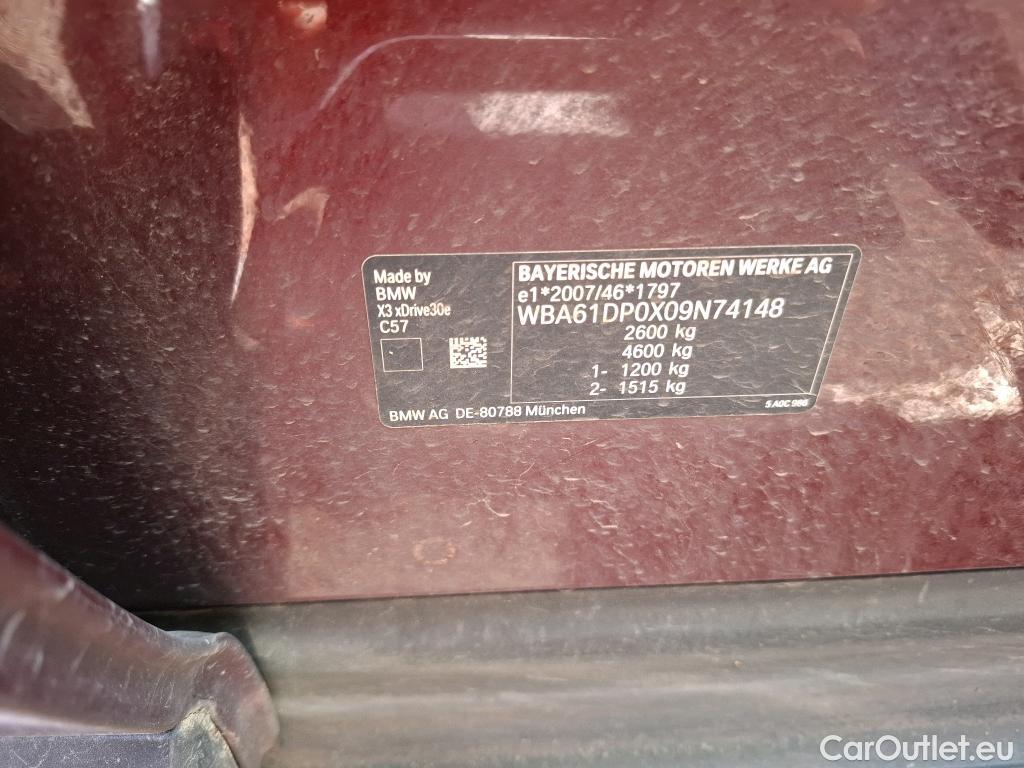 Made by
BMW
X3 xDrive30e
C57
BAYERISCHE MOTOREN WERKE AG
e1*2007/46*1797
WBA61DP0X09N74148
2600 kg
4600 kg
1- 1200 kg
2- 1515 kg
BMW AG DE-80788 München
5 A0C 986
CarOutlet.eu